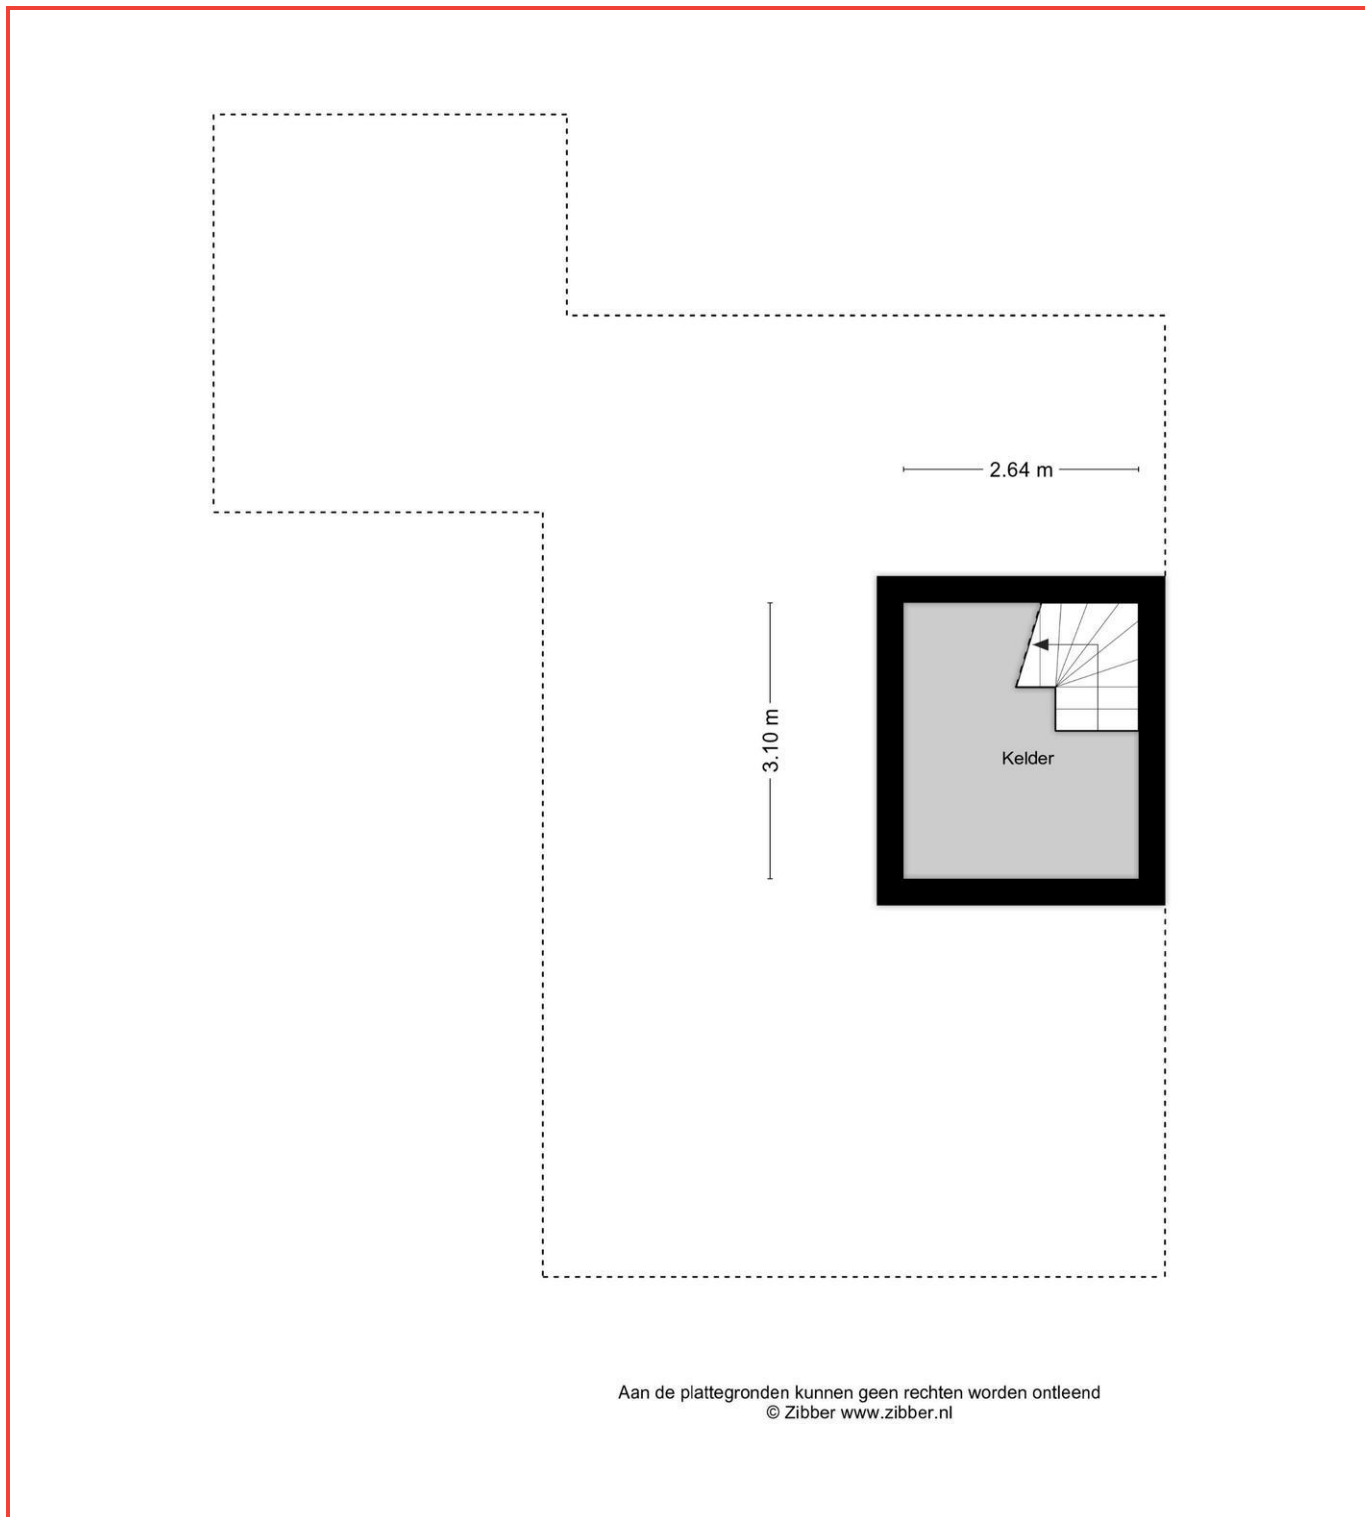 2.64 m
3.10 m
Kelder
Aan de plattegronden kunnen geen rechten worden ontleend
© Zibber www.zibber.nl